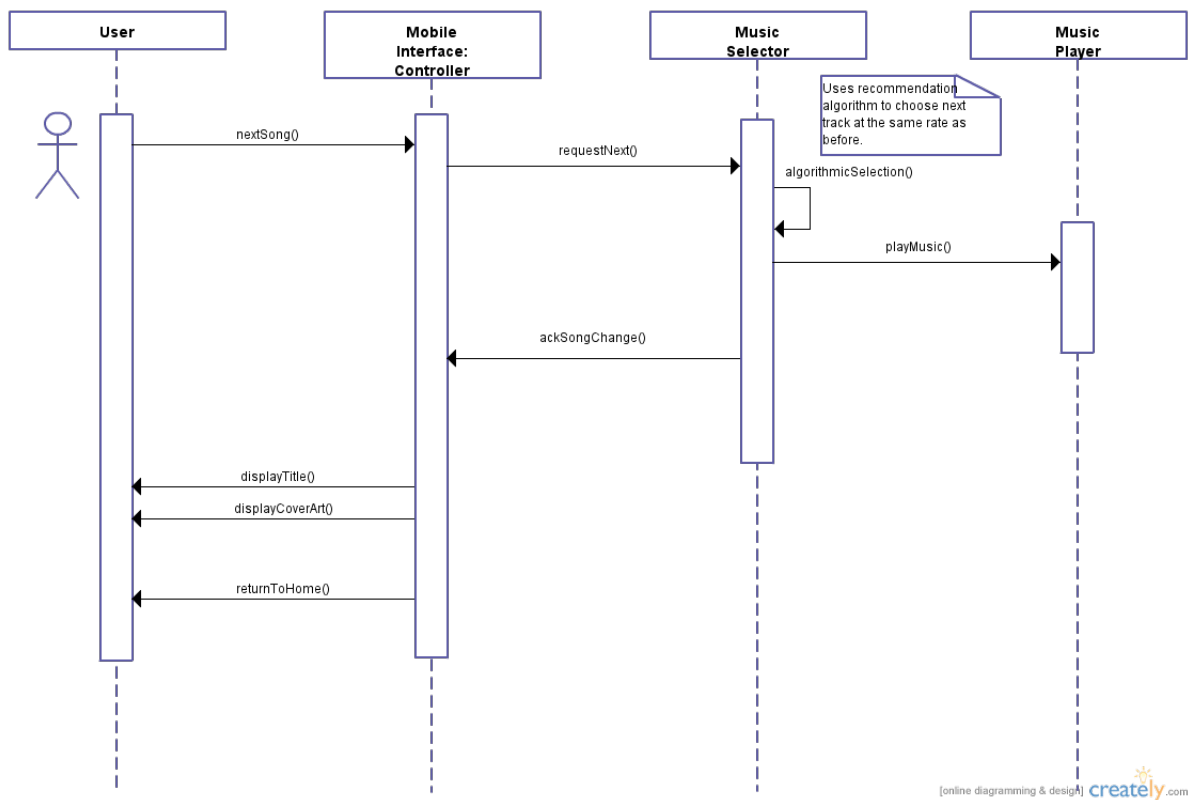 User
Mobile
Interface:
Controller
Music
Selector
Music
Player
Uses recommendation
algorithm to choose next
track at the same rate as
before.
nextSong()
requestNext()
algorithmicSelection()
playMusic()
ackSongChange()
displayTitle()
displayCoverArt()
returnToHome()
[online diagramming & design] creately.com